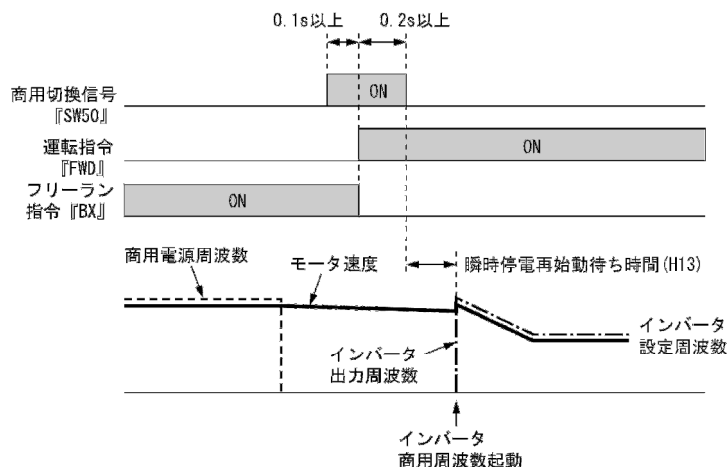 0.1s以上
0.2s以上
商用切換信号
『SW50』
ON
運転指令
『FWD』
ON
フリーラン
指令『BX』
ON
商用電源周波数
モータ速度
瞬時停電再始動待ち時間(H13)
インバータ
出力周波数
インバータ
設定周波数
インバータ
商用周波数起動